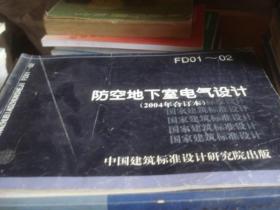 FD01～02
防空地下室电气设计
(2004年合订本)
国家建筑标准设计
国家建筑标准设计
国家建筑标准设计
国家建筑标准设计
中国建筑标准设计研究院出版